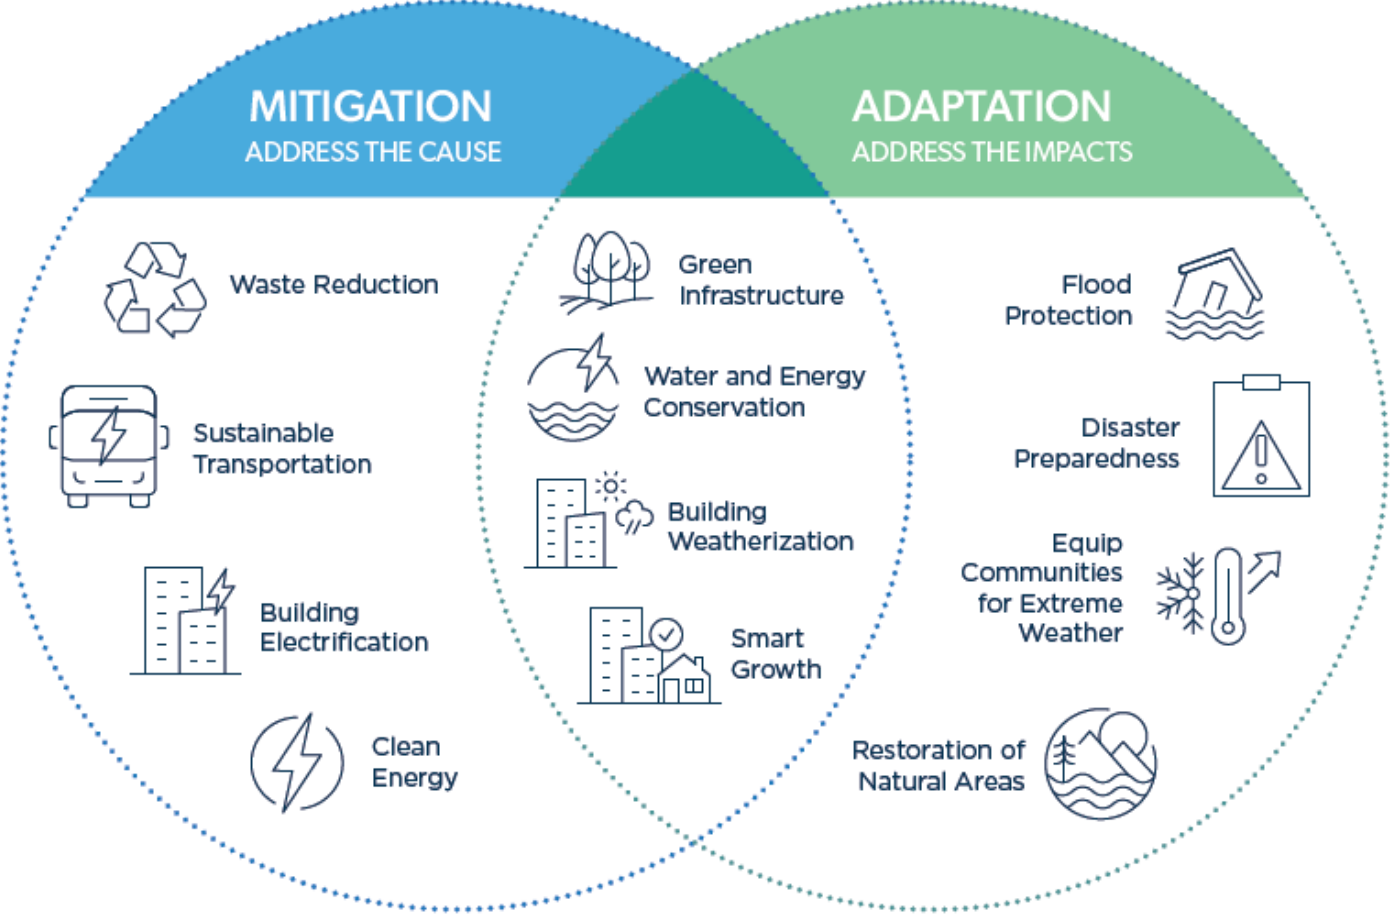 MITIGATION
ADDRESS THE CAUSE
ADAPTATION
ADDRESS THE IMPACTS
Waste Reduction
Sustainable
Transportation
Building
Electrification
Clean
Energy
Green
Infrastructure
Water and Energy
Conservation
Building
Weatherization
Smart
Growth
Flood
Protection
Disaster
Preparedness
Equip
Communities
for Extreme
Weather
Restoration of
Natural Areas